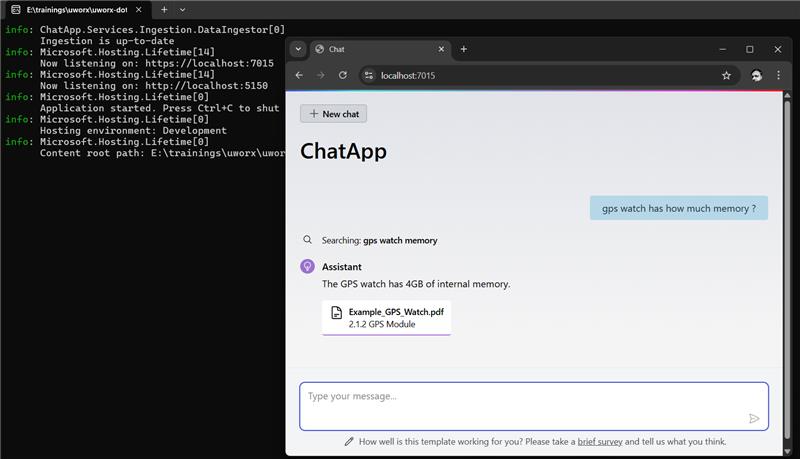 E:\trainings\uworx\uworx-dot
info: ChatApp.Services.Ingestion.DataIngestor[0]
Ingestion is up-to-date
info: Microsoft.Hosting.Lifetime[14]
Now listening on: https://localhost:7015
info: Microsoft.Hosting.Lifetime[14]
Now listening on: http://localhost:5150
info: Microsoft.Hosting.Lifetime[0]
Application started. Press Ctrl+C to shut
info: Microsoft.Hosting.Lifetime[0]
Hosting environment: Development
info: Microsoft.Hosting.Lifetime[0]
Content root path: E:\trainings\uworx\uwor
Chat
localhost:7015
New chat
ChatApp
gps watch has how much memory ?
Searching: gps watch memory
Assistant
The GPS watch has 4GB of internal memory.
Example_GPS_Watch.pdf
2.1.2 GPS Module
Type your message...
How well is this template working for you? Please take a brief survey and tell us what you think.